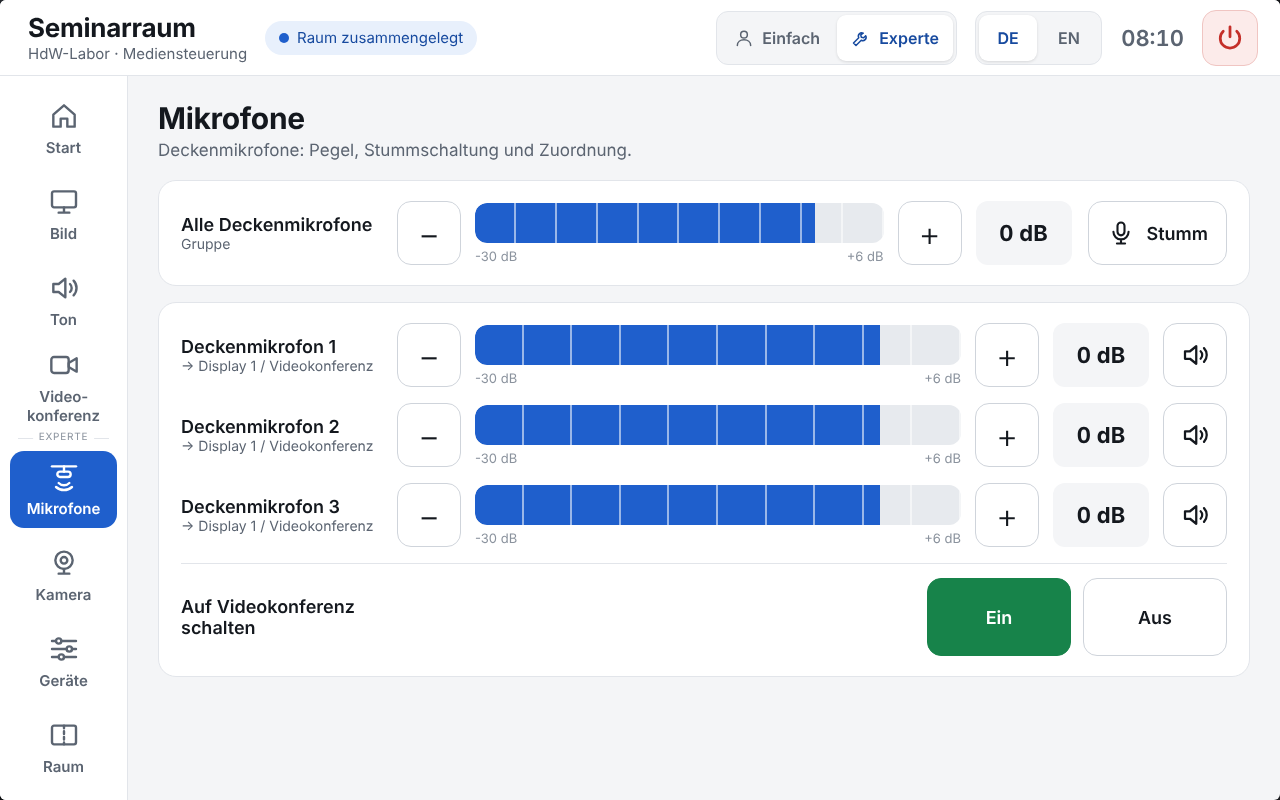 Seminarraum
HdW-Labor · Mediensteuerung
Raum zusammengelegt
Einfach
Experte
DE
EN
08:10
Start
Bild
Ton
Video-
konferenz
EXPERTE
Mikrofone
Kamera
Geräte
Raum
Mikrofone
Deckenmikrofone: Pegel, Stummschaltung und Zuordnung.
Alle Deckenmikrofone
Gruppe
−
-30 dB
+6 dB
+
0 dB
Stumm
Deckenmikrofon 1
→ Display 1 / Videokonferenz
−
-30 dB
+6 dB
+
0 dB
Deckenmikrofon 2
→ Display 1 / Videokonferenz
−
-30 dB
+6 dB
+
0 dB
Deckenmikrofon 3
→ Display 1 / Videokonferenz
−
-30 dB
+6 dB
+
0 dB
Auf Videokonferenz
schalten
Ein
Aus